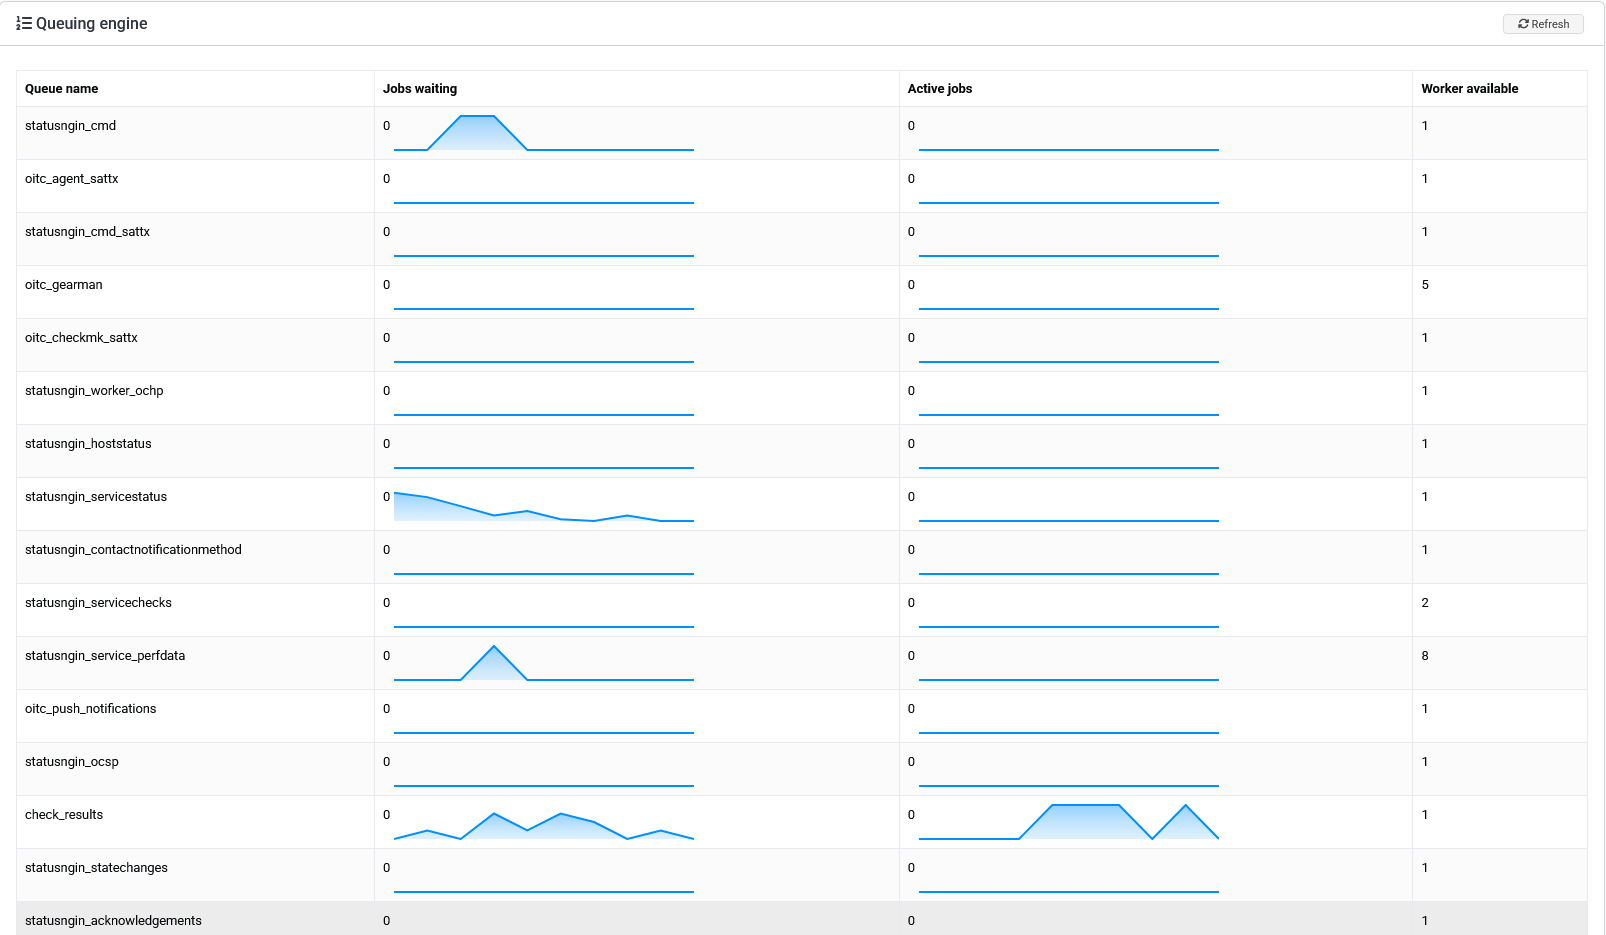 Queuing engine Refresh
Queue name Jobs waiting Active jobs Worker available
statusngin_cmd 0 0 1
oitc_agent_sattx 0 0 1
statusngin_cmd_sattx 0 0 1
oitc_gearman 0 0 5
oitc_checkmk_sattx 0 0 1
statusngin_worker_ochp 0 0 1
statusngin_hoststatus 0 0 1
statusngin_servicestatus 0 0 1
statusngin_contactnotificationmethod 0 0 1
statusngin_servicechecks 0 0 2
statusngin_service_perfdata 0 0 8
oitc_push_notifications 0 0 1
statusngin_ocsp 0 0 1
check_results 0 0 1
statusngin_statechanges 0 0 1
statusngin_acknowledgements 0 0 1